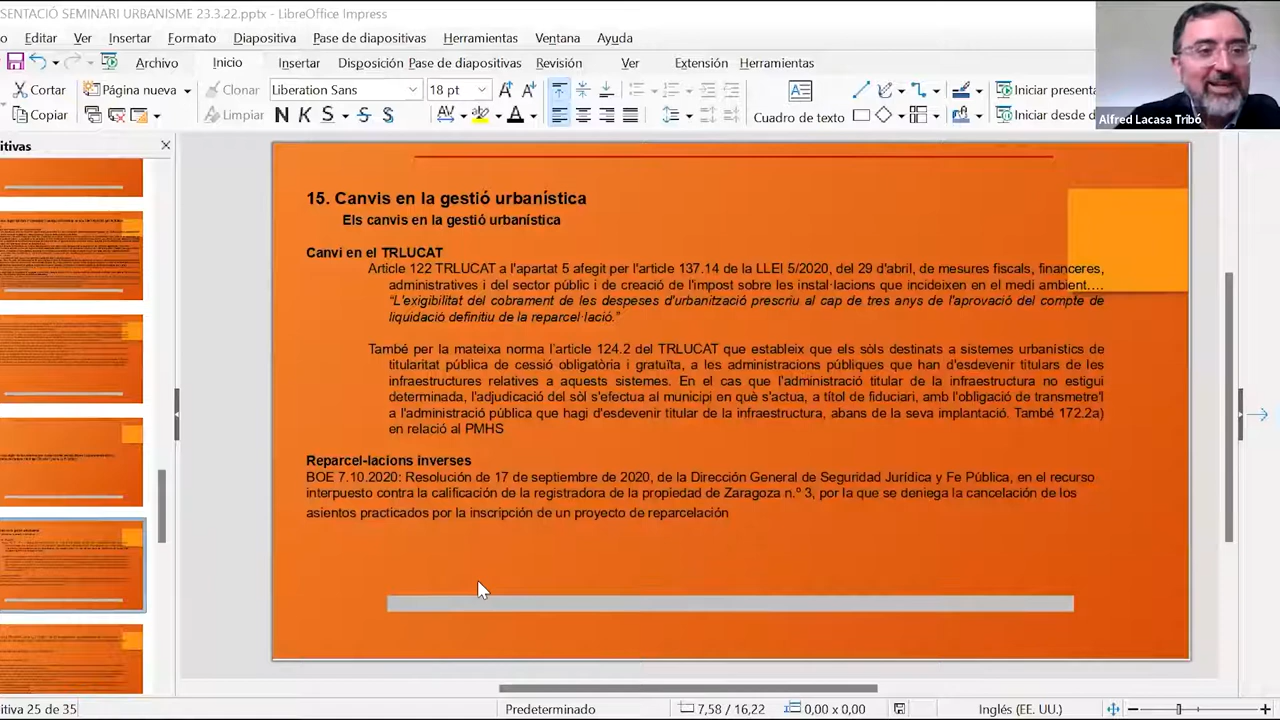 SENTACIÓ SEMINARI URBANISME 23.3.22.pptx - LibreOffice Impress
o Editar Ver Insertar Formato Diapositiva Pase de diapositivas Herramientas Ventana Ayuda
Archivo Inicio Insertar Disposición Pase de diapositivas Revisión Ver Extensión Herramientas
Cortar Página nueva Clonar Liberation Sans 18 pt Iniciar present
Copiar Limpiar N K S S S A Cuadro de texto Iniciar desde d
Alfred Lacasa Tribó
itivas
15. Canvis en la gestió urbanística
Els canvis en la gestió urbanística
Canvi en el TRLUCAT
Article 122 TRLUCAT a l'apartat 5 afegit per l'article 137.14 de la LLEI 5/2020, del 29 d'abril, de mesures fiscals, financeres,
administratives i del sector públic i de creació de l'impost sobre les instal·lacions que incideixen en el medi ambient….
“L'exigibilitat del cobrament de les despeses d'urbanització prescriu al cap de tres anys de l'aprovació del compte de
liquidació definitiu de la reparcel·lació.”
També per la mateixa norma l’article 124.2 del TRLUCAT que estableix que els sòls destinats a sistemes urbanístics de
titularitat pública de cessió obligatòria i gratuïta, a les administracions públiques que han d'esdevenir titulars de les
infraestructures relatives a aquests sistemes. En el cas que l'administració titular de la infraestructura no estigui
determinada, l'adjudicació del sòl s'efectua al municipi en què s'actua, a títol de fiduciari, amb l'obligació de transmetre'l
a l'administració pública que hagi d'esdevenir titular de la infraestructura, abans de la seva implantació. També 172.2a)
en relació al PMHS
Reparcel-lacions inverses
BOE 7.10.2020: Resolución de 17 de septiembre de 2020, de la Dirección General de Seguridad Jurídica y Fe Pública, en el recurso
interpuesto contra la calificación de la registradora de la propiedad de Zaragoza n.º 3, por la que se deniega la cancelación de los
asientos practicados por la inscripción de un proyecto de reparcelación
itiva 25 de 35 Predeterminado 7,58 / 16,22 0,00 x 0,00 Inglés (EE. UU.)